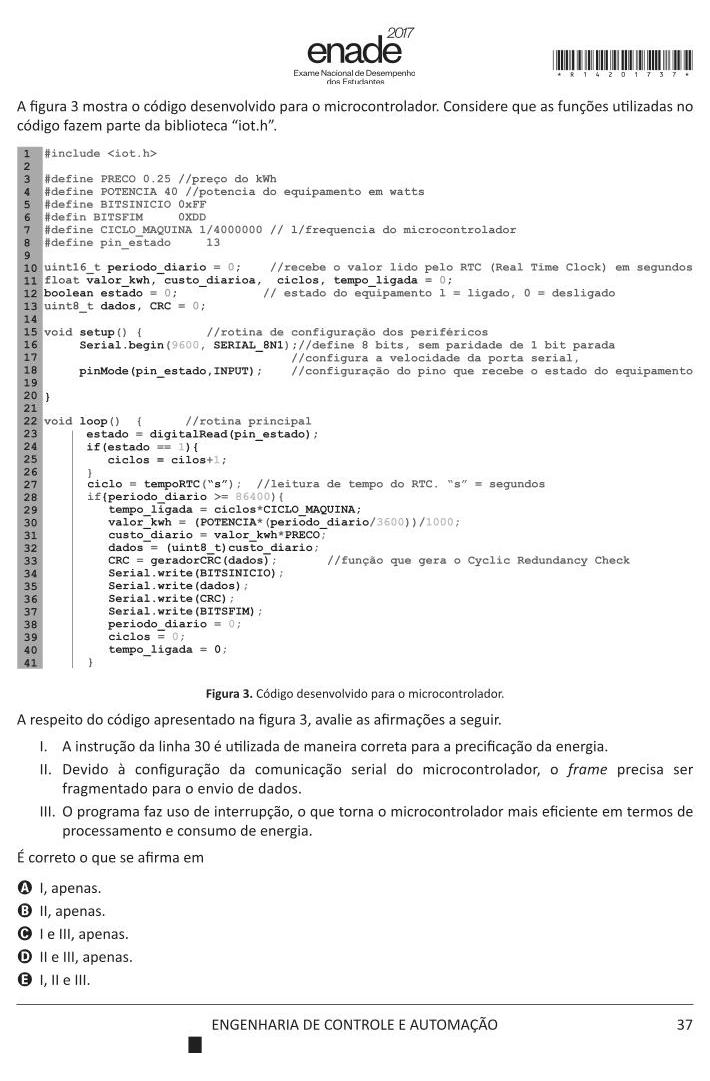 2017
enade
Exame Nacional de Desempenho
dos Estudantes
* R 1 4 2 0 1 7 3 7 *
A figura 3 mostra o código desenvolvido para o microcontrolador. Considere que as funções utilizadas no
código fazem parte da biblioteca “iot.h”.
1 #include <iot.h>
2
3 #define PRECO 0.25 //preço do kWh
4 #define POTENCIA 40 //potencia do equipamento em watts
5 #define BITSINICIO 0xFF
6 #defin BITSFIM 0XDD
7 #define CICLO_MAQUINA 1/4000000 // 1/frequencia do microcontrolador
8 #define pin_estado 13
9
10 uint16_t periodo_diario = 0; //recebe o valor lido pelo RTC (Real Time Clock) em segundos
11 float valor_kwh, custo_diarioa, ciclos, tempo_ligada = 0;
12 boolean estado = 0; // estado do equipamento 1 = ligado, 0 = desligado
13 uint8_t dados, CRC = 0;
14
15 void setup() { //rotina de configuração dos periféricos
16 Serial.begin(9600, SERIAL_8N1);//define 8 bits, sem paridade de 1 bit parada
17 //configura a velocidade da porta serial,
18 pinMode(pin_estado,INPUT); //configuração do pino que recebe o estado do equipamento
19
20 }
21
22 void loop() { //rotina principal
23 estado = digitalRead(pin_estado);
24 if(estado == 1){
25 ciclos = cilos+1;
26 }
27 ciclo = tempoRTC(“s”); //leitura de tempo do RTC. “s” = segundos
28 if(periodo_diario >= 86400){
29 tempo_ligada = ciclos*CICLO_MAQUINA;
30 valor_kwh = (POTENCIA*(periodo_diario/3600))/1000;
31 custo_diario = valor_kwh*PRECO;
32 dados = (uint8_t)custo_diario;
33 CRC = geradorCRC(dados); //função que gera o Cyclic Redundancy Check
34 Serial.write(BITSINICIO);
35 Serial.write(dados);
36 Serial.write(CRC);
37 Serial.write(BITSFIM);
38 periodo_diario = 0;
39 ciclos = 0;
40 tempo_ligada = 0;
41 }
Figura 3. Código desenvolvido para o microcontrolador.
A respeito do código apresentado na figura 3, avalie as afirmações a seguir.
I. A instrução da linha 30 é utilizada de maneira correta para a precificação da energia.
II. Devido à configuração da comunicação serial do microcontrolador, o frame precisa ser
fragmentado para o envio de dados.
III. O programa faz uso de interrupção, o que torna o microcontrolador mais eficiente em termos de
processamento e consumo de energia.
É correto o que se afirma em
A I, apenas.
B II, apenas.
C I e III, apenas.
D II e III, apenas.
E I, II e III.
ENGENHARIA DE CONTROLE E AUTOMAÇÃO 37